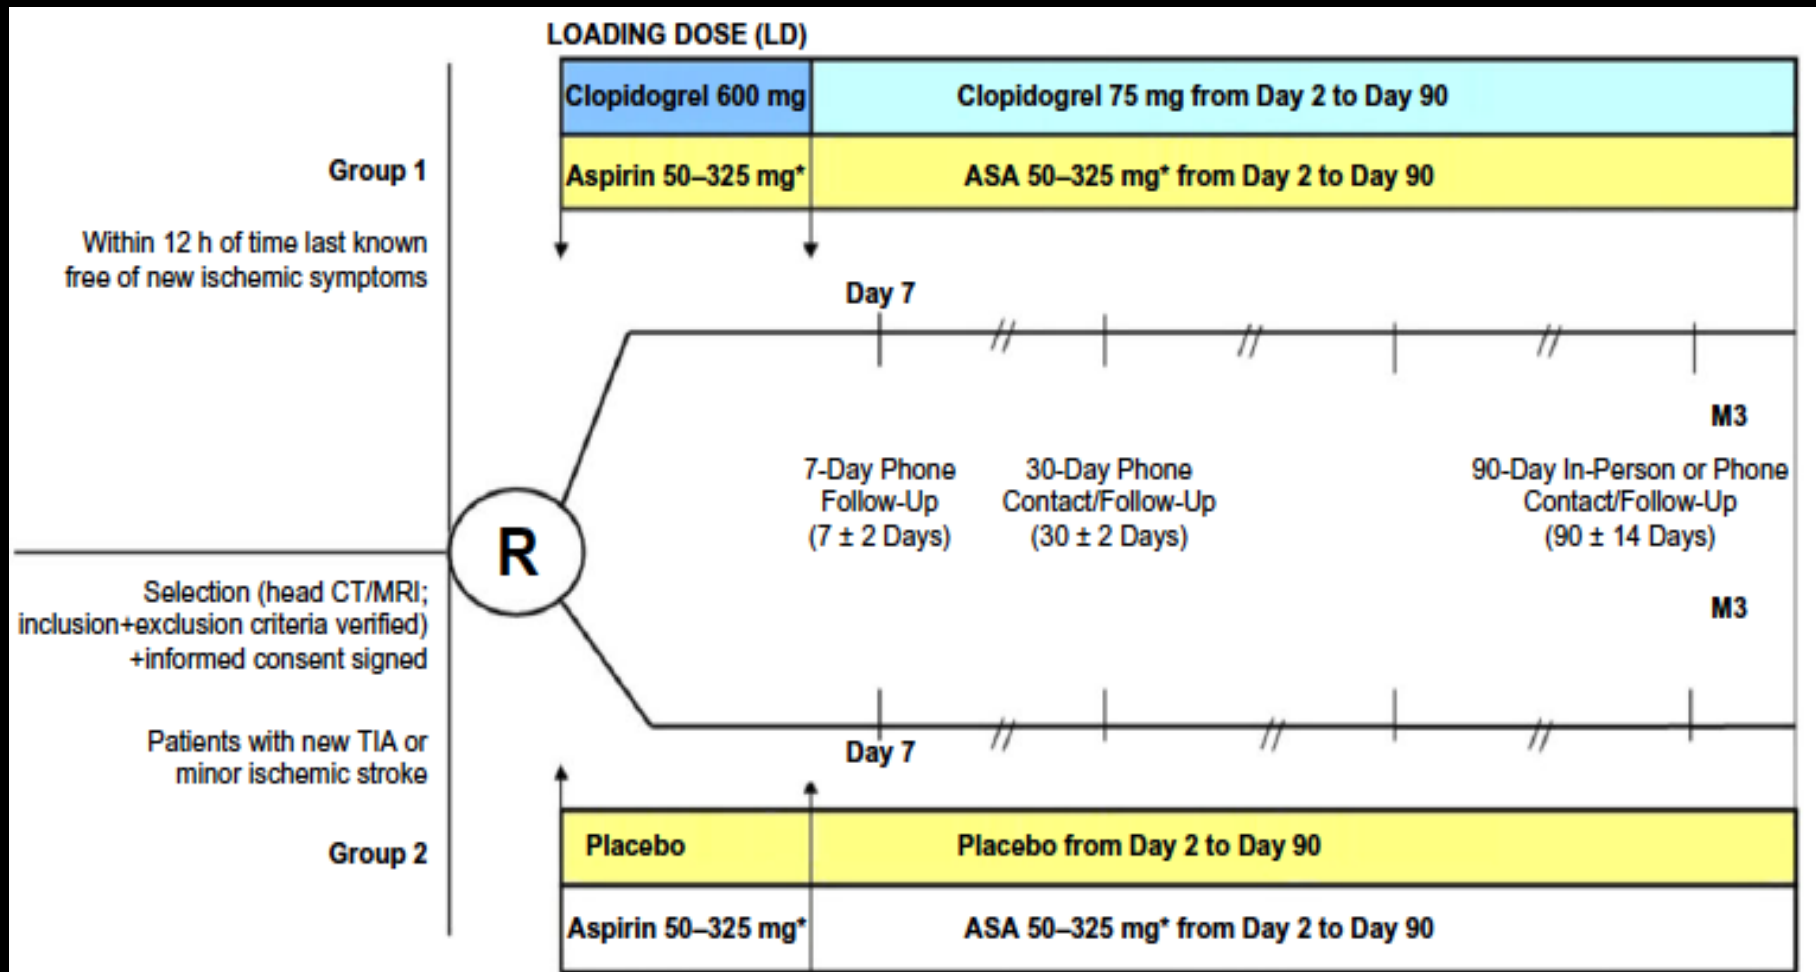 LOADING DOSE (LD)
Clopidogrel 600 mg
Clopidogrel 75 mg from Day 2 to Day 90
Group 1
Aspirin 50–325 mg*
ASA 50–325 mg* from Day 2 to Day 90
Within 12 h of time last known
free of new ischemic symptoms
Day 7
M3
7-Day Phone
Follow-Up
(7 ± 2 Days)
30-Day Phone
Contact/Follow-Up
(30 ± 2 Days)
90-Day In-Person or Phone
Contact/Follow-Up
(90 ± 14 Days)
R
Selection (head CT/MRI;
inclusion+exclusion criteria verified)
+informed consent signed
M3
Patients with new TIA or
minor ischemic stroke
Day 7
Group 2
Placebo
Placebo from Day 2 to Day 90
Aspirin 50–325 mg*
ASA 50–325 mg* from Day 2 to Day 90